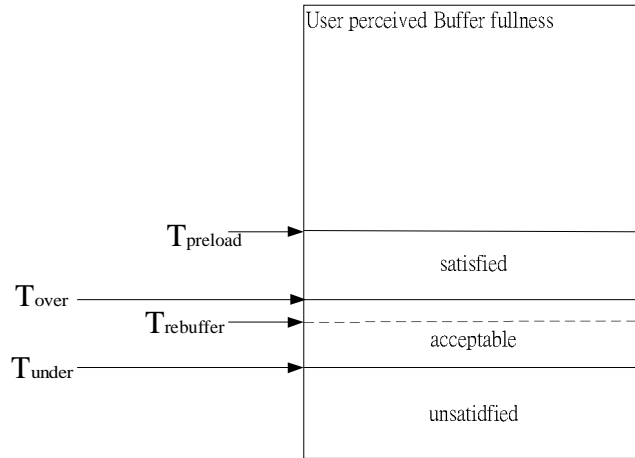 User perceived Buffer fullness
Tpreload
satisfied
Tover
Trebuffer
acceptable
Tunder
unsatidfied